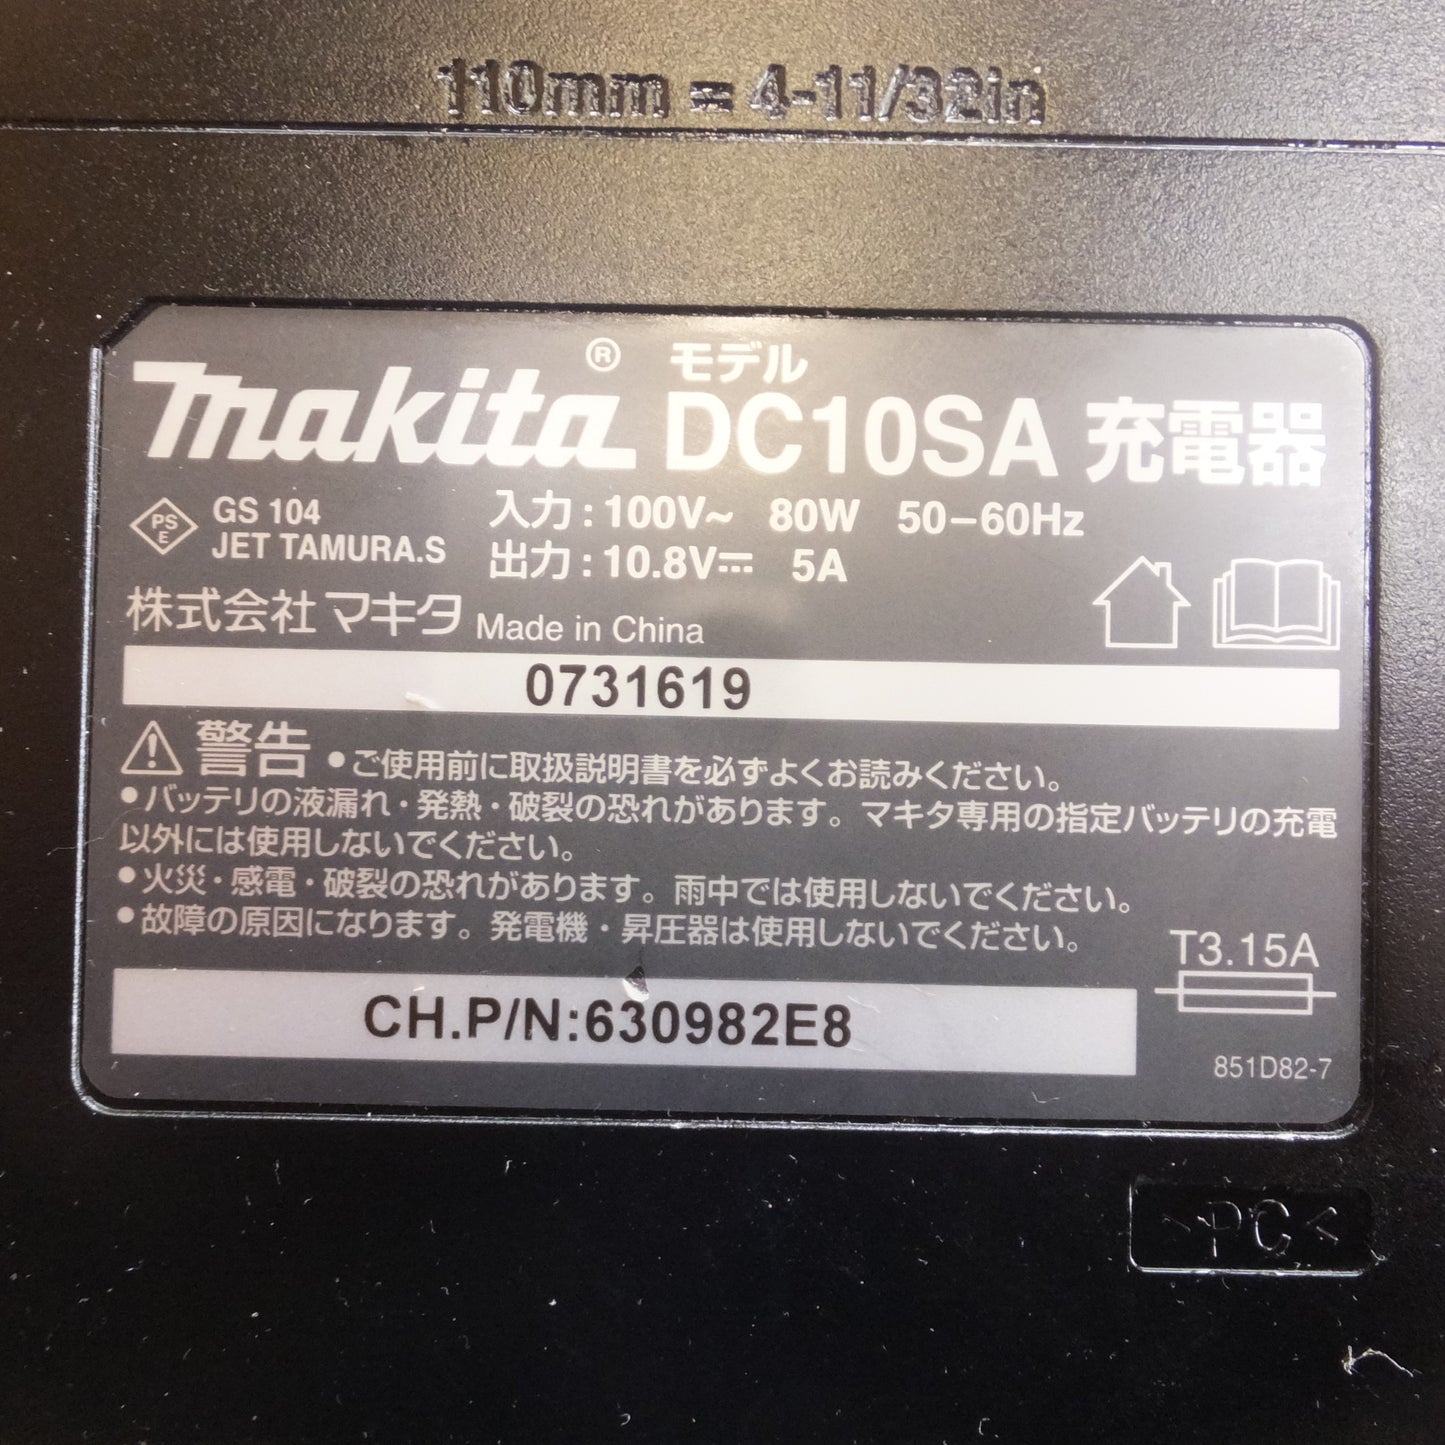 110mm = 4-11/32in
makita® モデル DC10SA 充電器
PSE GS 104 JET TAMURA.S
入力:100V~ 80W 50-60Hz
出力:10.8V⎓ 5A
株式会社マキタ Made in China
0731619
⚠警告 •ご使用前に取扱説明書を必ずよくお読みください。
•バッテリの液漏れ・発熱・破裂の恐れがあります。マキタ専用の指定バッテリの充電
以外には使用しないでください。
•火災・感電・破裂の恐れがあります。雨中では使用しないでください。
•故障の原因になります。発電機・昇圧器は使用しないでください。
T3.15A
CH.P/N:630982E8
851D82-7
>PC<